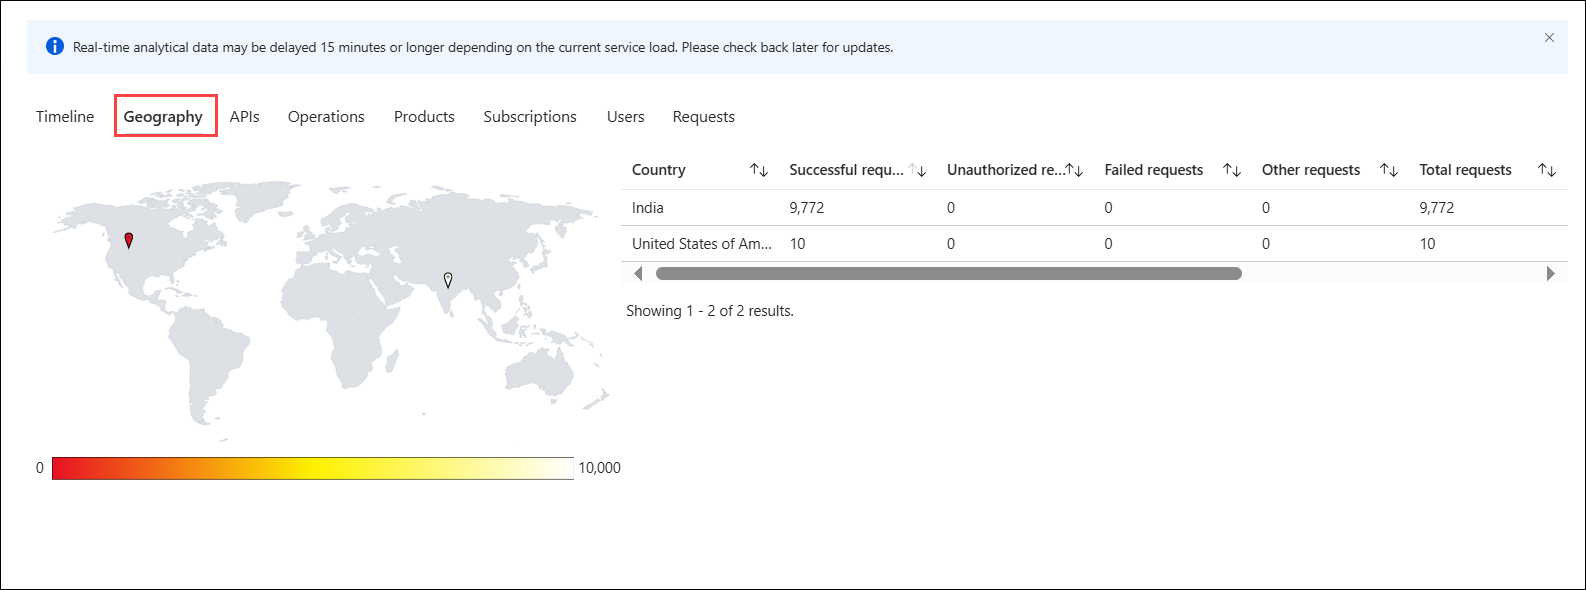 Real-time analytical data may be delayed 15 minutes or longer depending on the current service load. Please check back later for updates.
Timeline Geography APIs Operations Products Subscriptions Users Requests
Country Successful requ... Unauthorized re... Failed requests Other requests Total requests
India 9,772 0 0 0 9,772
United States of Am... 10 0 0 0 10
Showing 1 - 2 of 2 results.
0 10,000